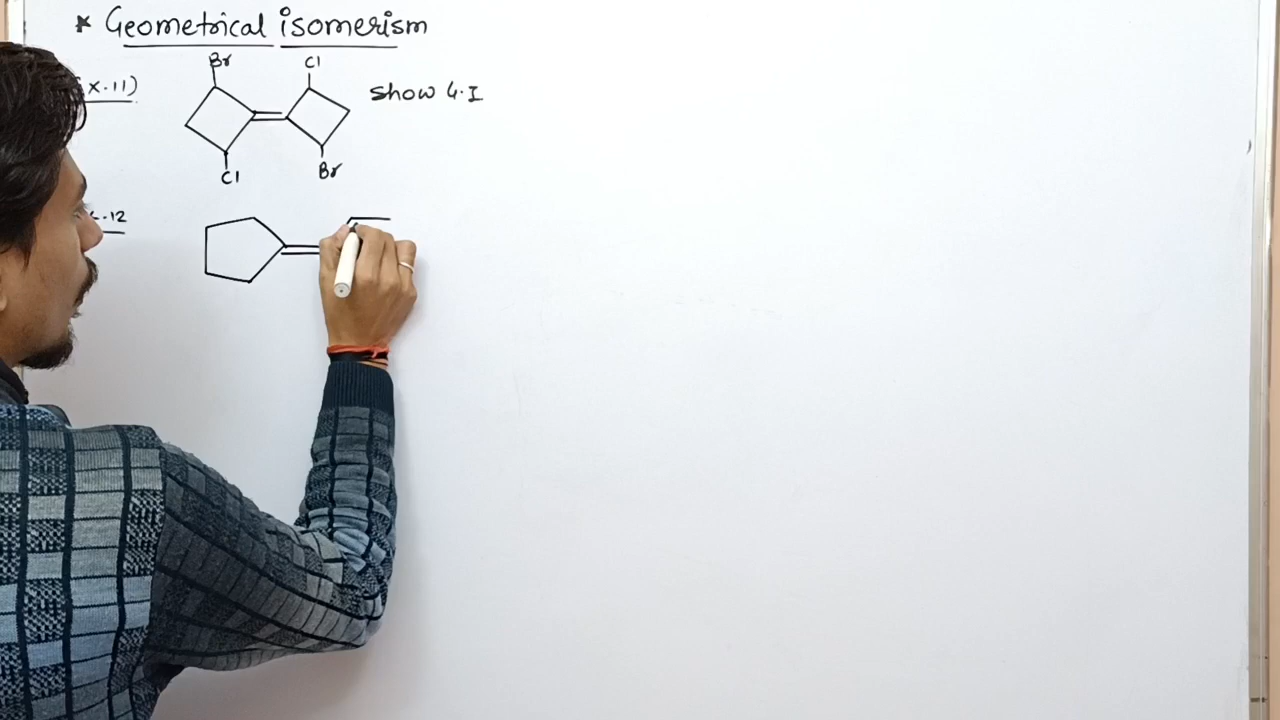 * Geometrical isomerism
Br Cl
x.11) Show G.I
Cl Br
x.12